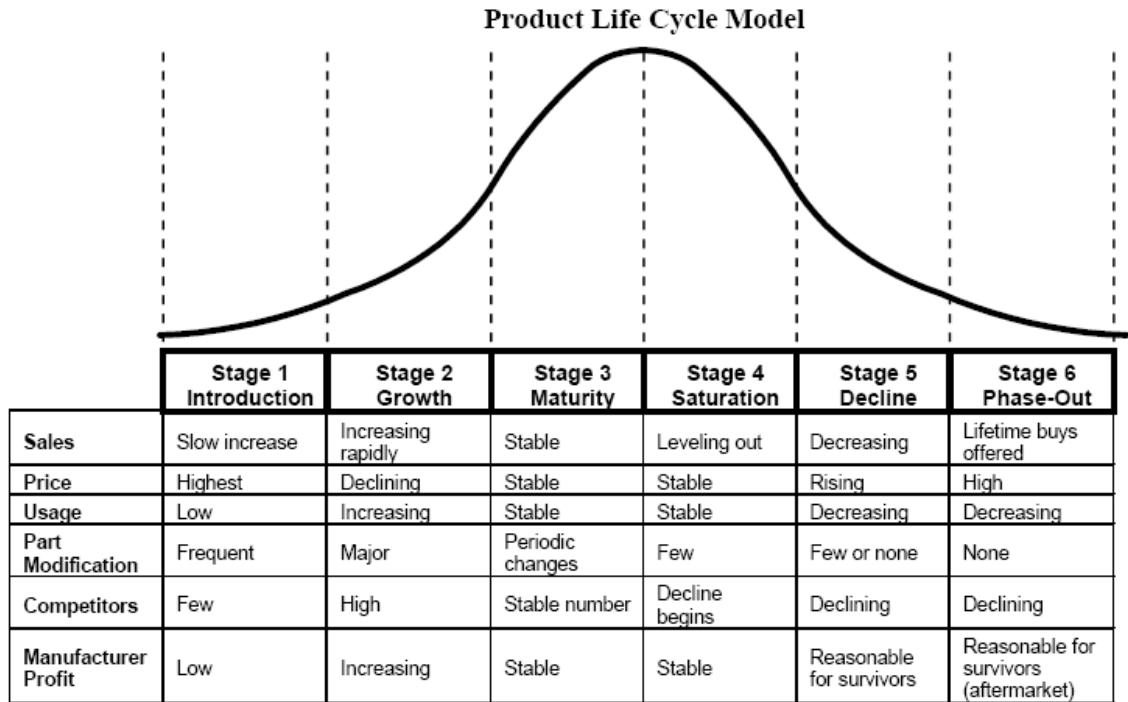 Product Life Cycle Model
Stage 1 Introduction
Stage 2 Growth
Stage 3 Maturity
Stage 4 Saturation
Stage 5 Decline
Stage 6 Phase-Out
Sales
Slow increase
Increasing rapidly
Stable
Leveling out
Decreasing
Lifetime buys offered
Price
Highest
Declining
Stable
Stable
Rising
High
Usage
Low
Increasing
Stable
Stable
Decreasing
Decreasing
Part Modification
Frequent
Major
Periodic changes
Few
Few or none
None
Competitors
Few
High
Stable number
Decline begins
Declining
Declining
Manufacturer Profit
Low
Increasing
Stable
Stable
Reasonable for survivors
Reasonable for survivors (aftermarket)